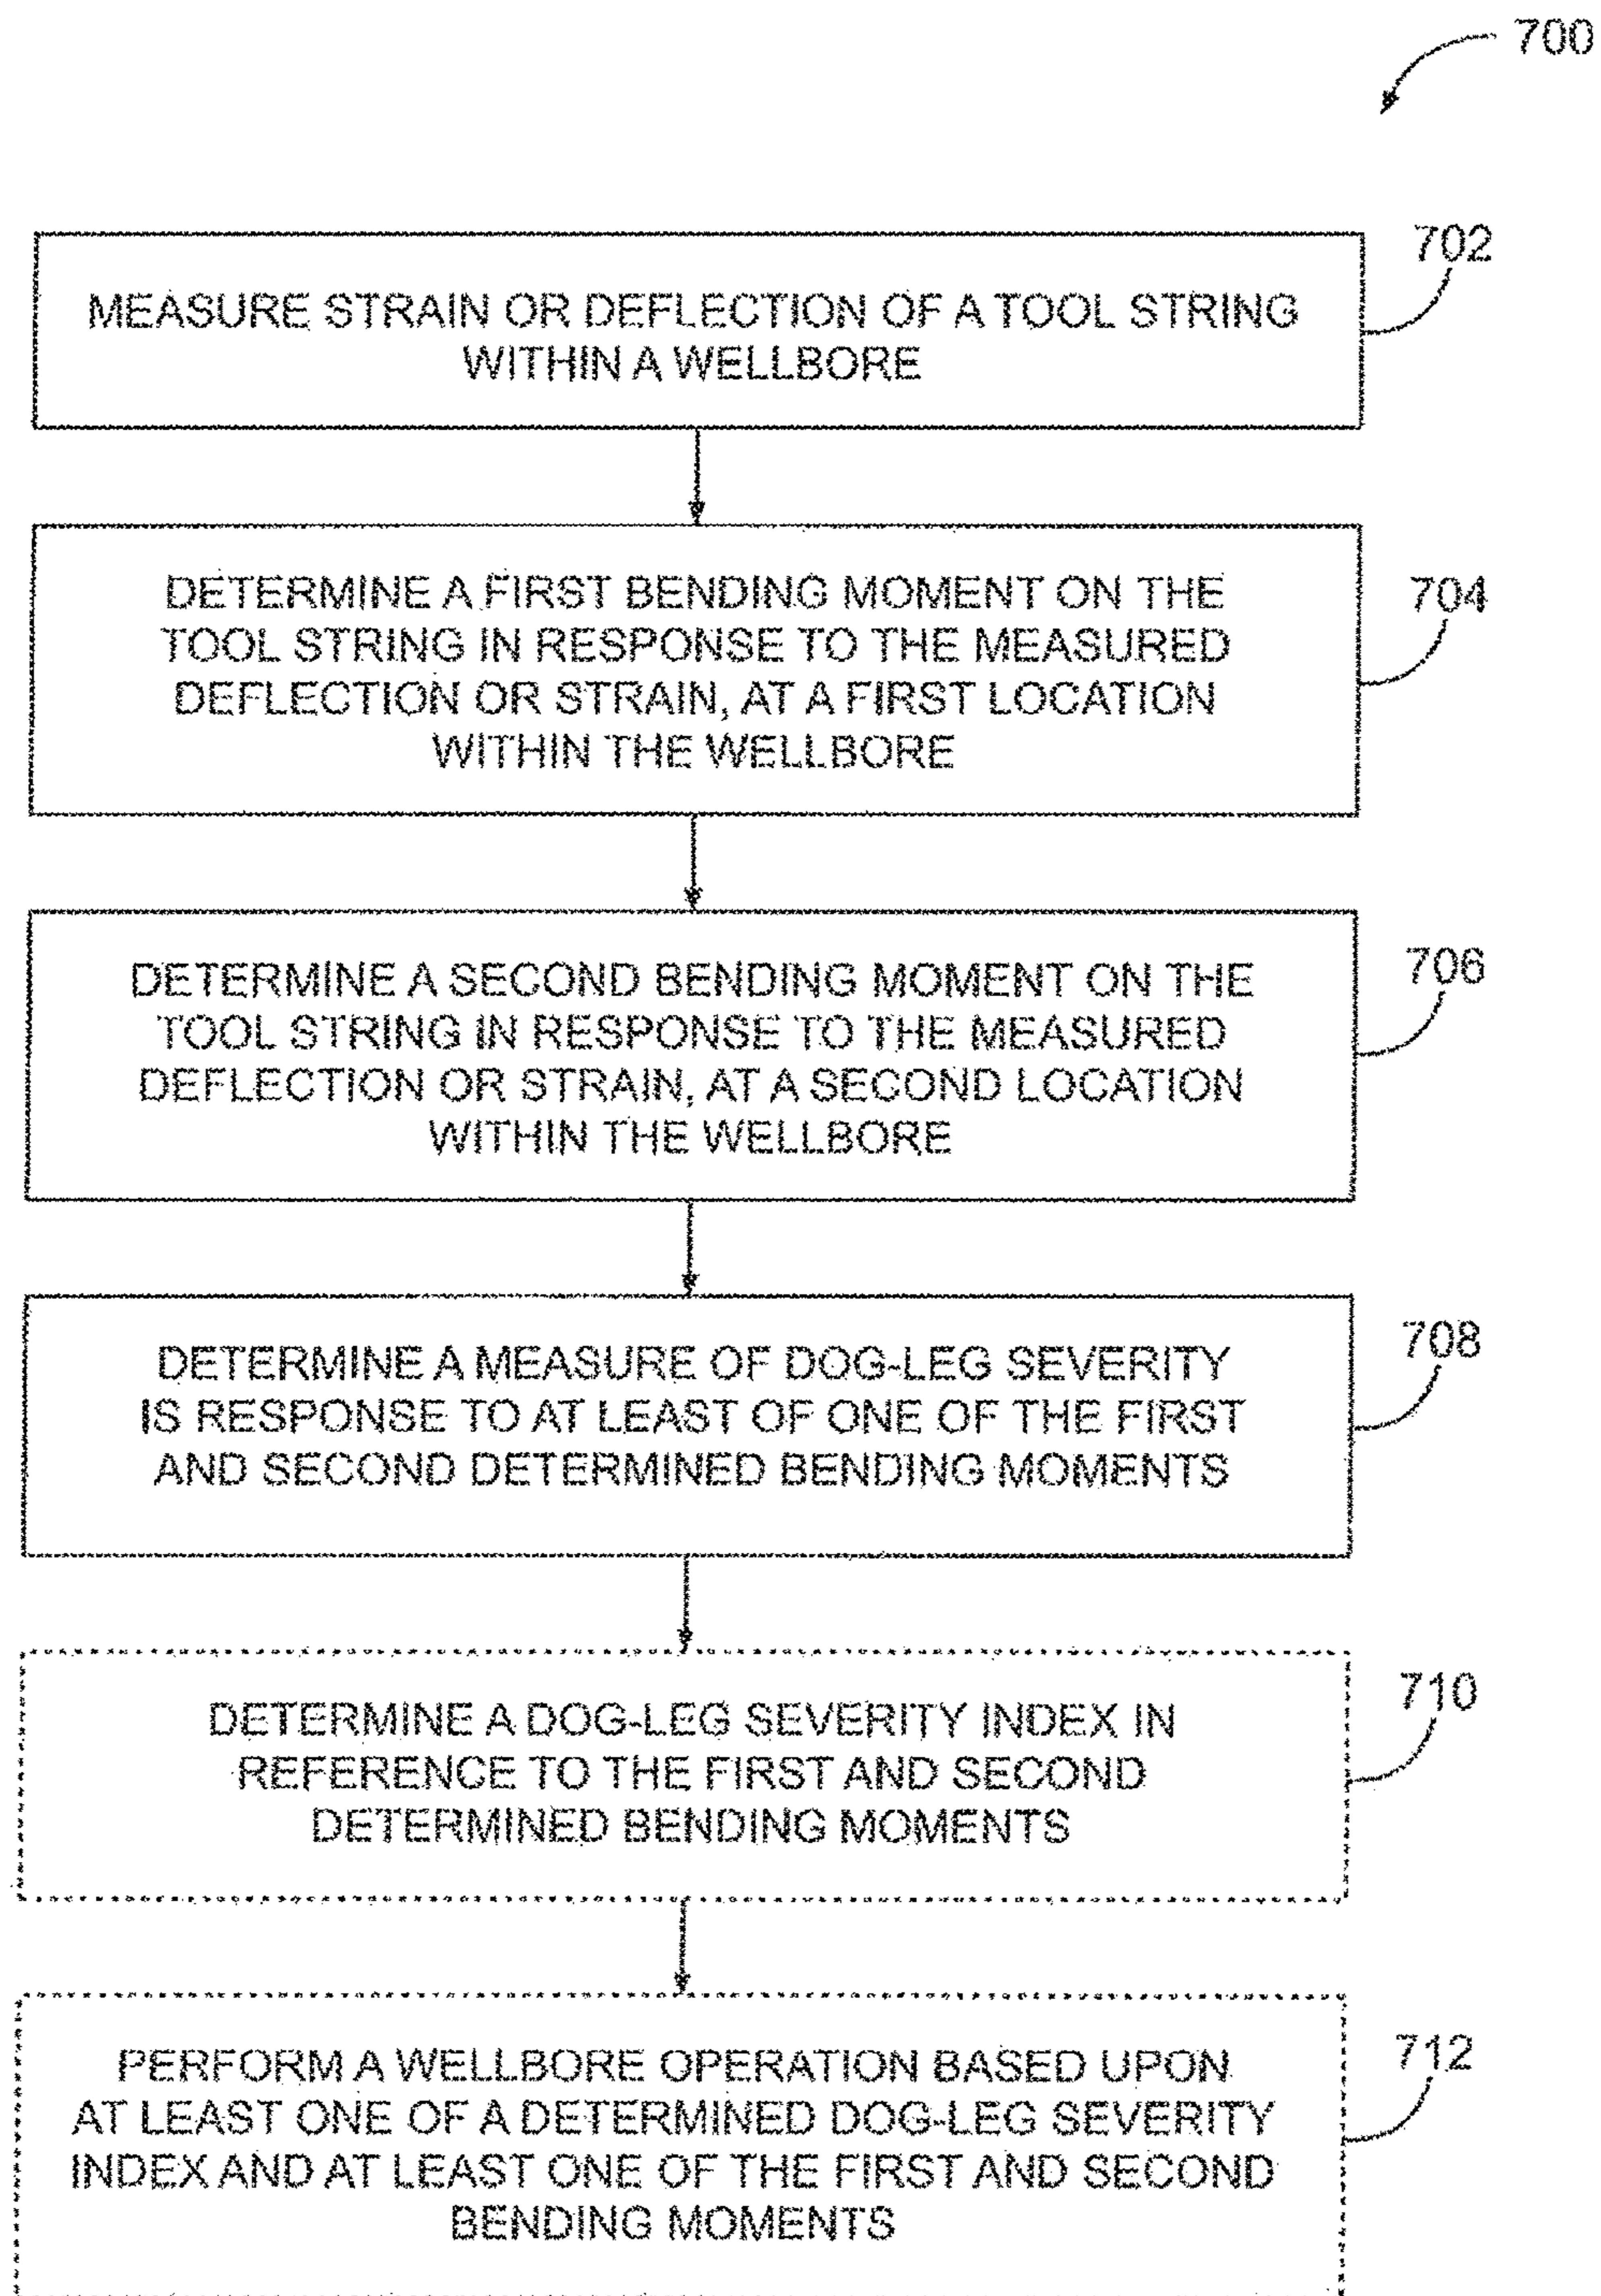 700
702
MEASURE STRAIN OR DEFLECTION OF A TOOL STRING
WITHIN A WELLBORE
704
DETERMINE A FIRST BENDING MOMENT ON THE
TOOL STRING IN RESPONSE TO THE MEASURED
DEFLECTION OR STRAIN, AT A FIRST LOCATION
WITHIN THE WELLBORE
706
DETERMINE A SECOND BENDING MOMENT ON THE
TOOL STRING IN RESPONSE TO THE MEASURED
DEFLECTION OR STRAIN, AT A SECOND LOCATION
WITHIN THE WELLBORE
708
DETERMINE A MEASURE OF DOG-LEG SEVERITY
IS RESPONSE TO AT LEAST OF ONE OF THE FIRST
AND SECOND DETERMINED BENDING MOMENTS
710
DETERMINE A DOG-LEG SEVERITY INDEX IN
REFERENCE TO THE FIRST AND SECOND
DETERMINED BENDING MOMENTS
712
PERFORM A WELLBORE OPERATION BASED UPON
AT LEAST ONE OF A DETERMINED DOG-LEG SEVERITY
INDEX AND AT LEAST ONE OF THE FIRST AND SECOND
BENDING MOMENTS